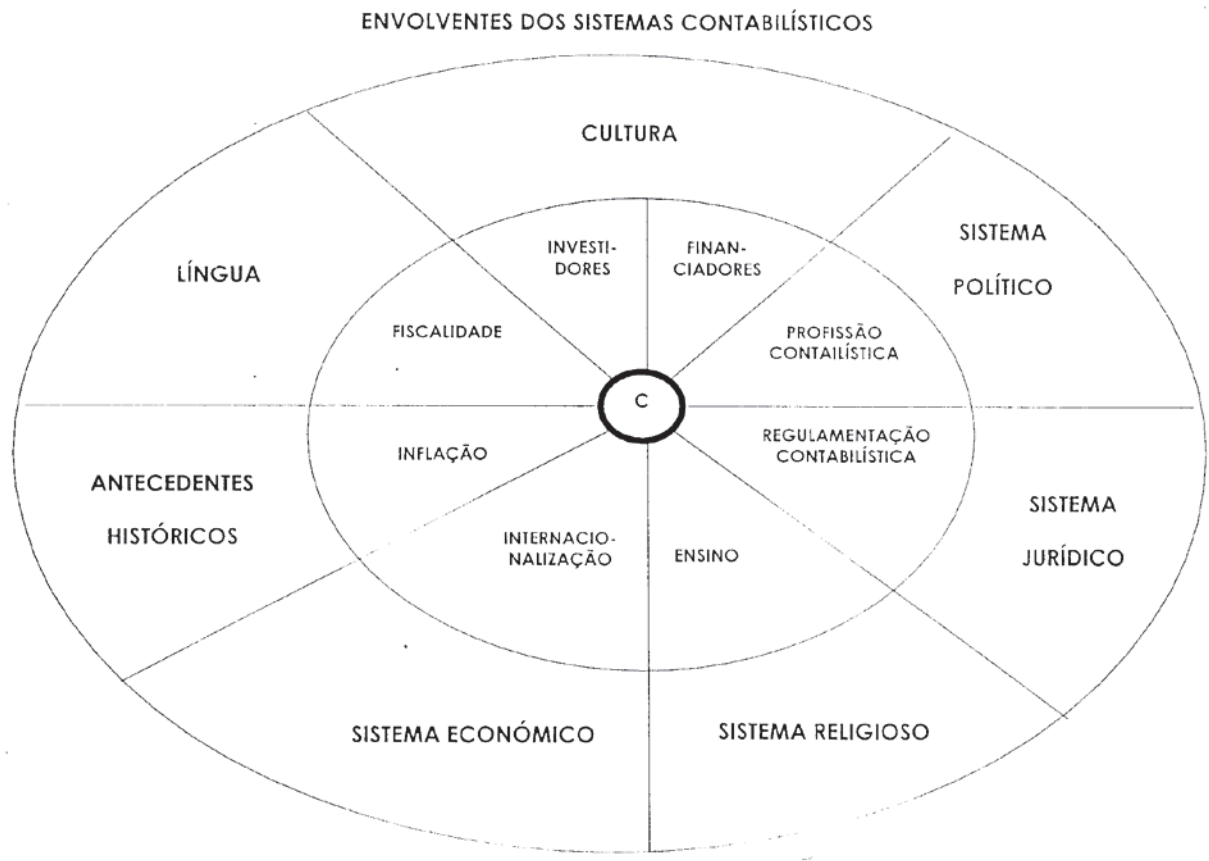 ENVOLVENTES DOS SISTEMAS CONTABILÍSTICOS
CULTURA
SISTEMA
POLÍTICO
LÍNGUA
INVESTI-
DORES
FINAN-
CIADORES
FISCALIDADE
PROFISSÃO
CONTAILÍSTICA
C
INFLAÇÃO
REGULAMENTAÇÃO
CONTABILÍSTICA
ANTECEDENTES
HISTÓRICOS
SISTEMA
JURÍDICO
INTERNACIO-
NALIZAÇÃO
ENSINO
SISTEMA ECONÓMICO
SISTEMA RELIGIOSO